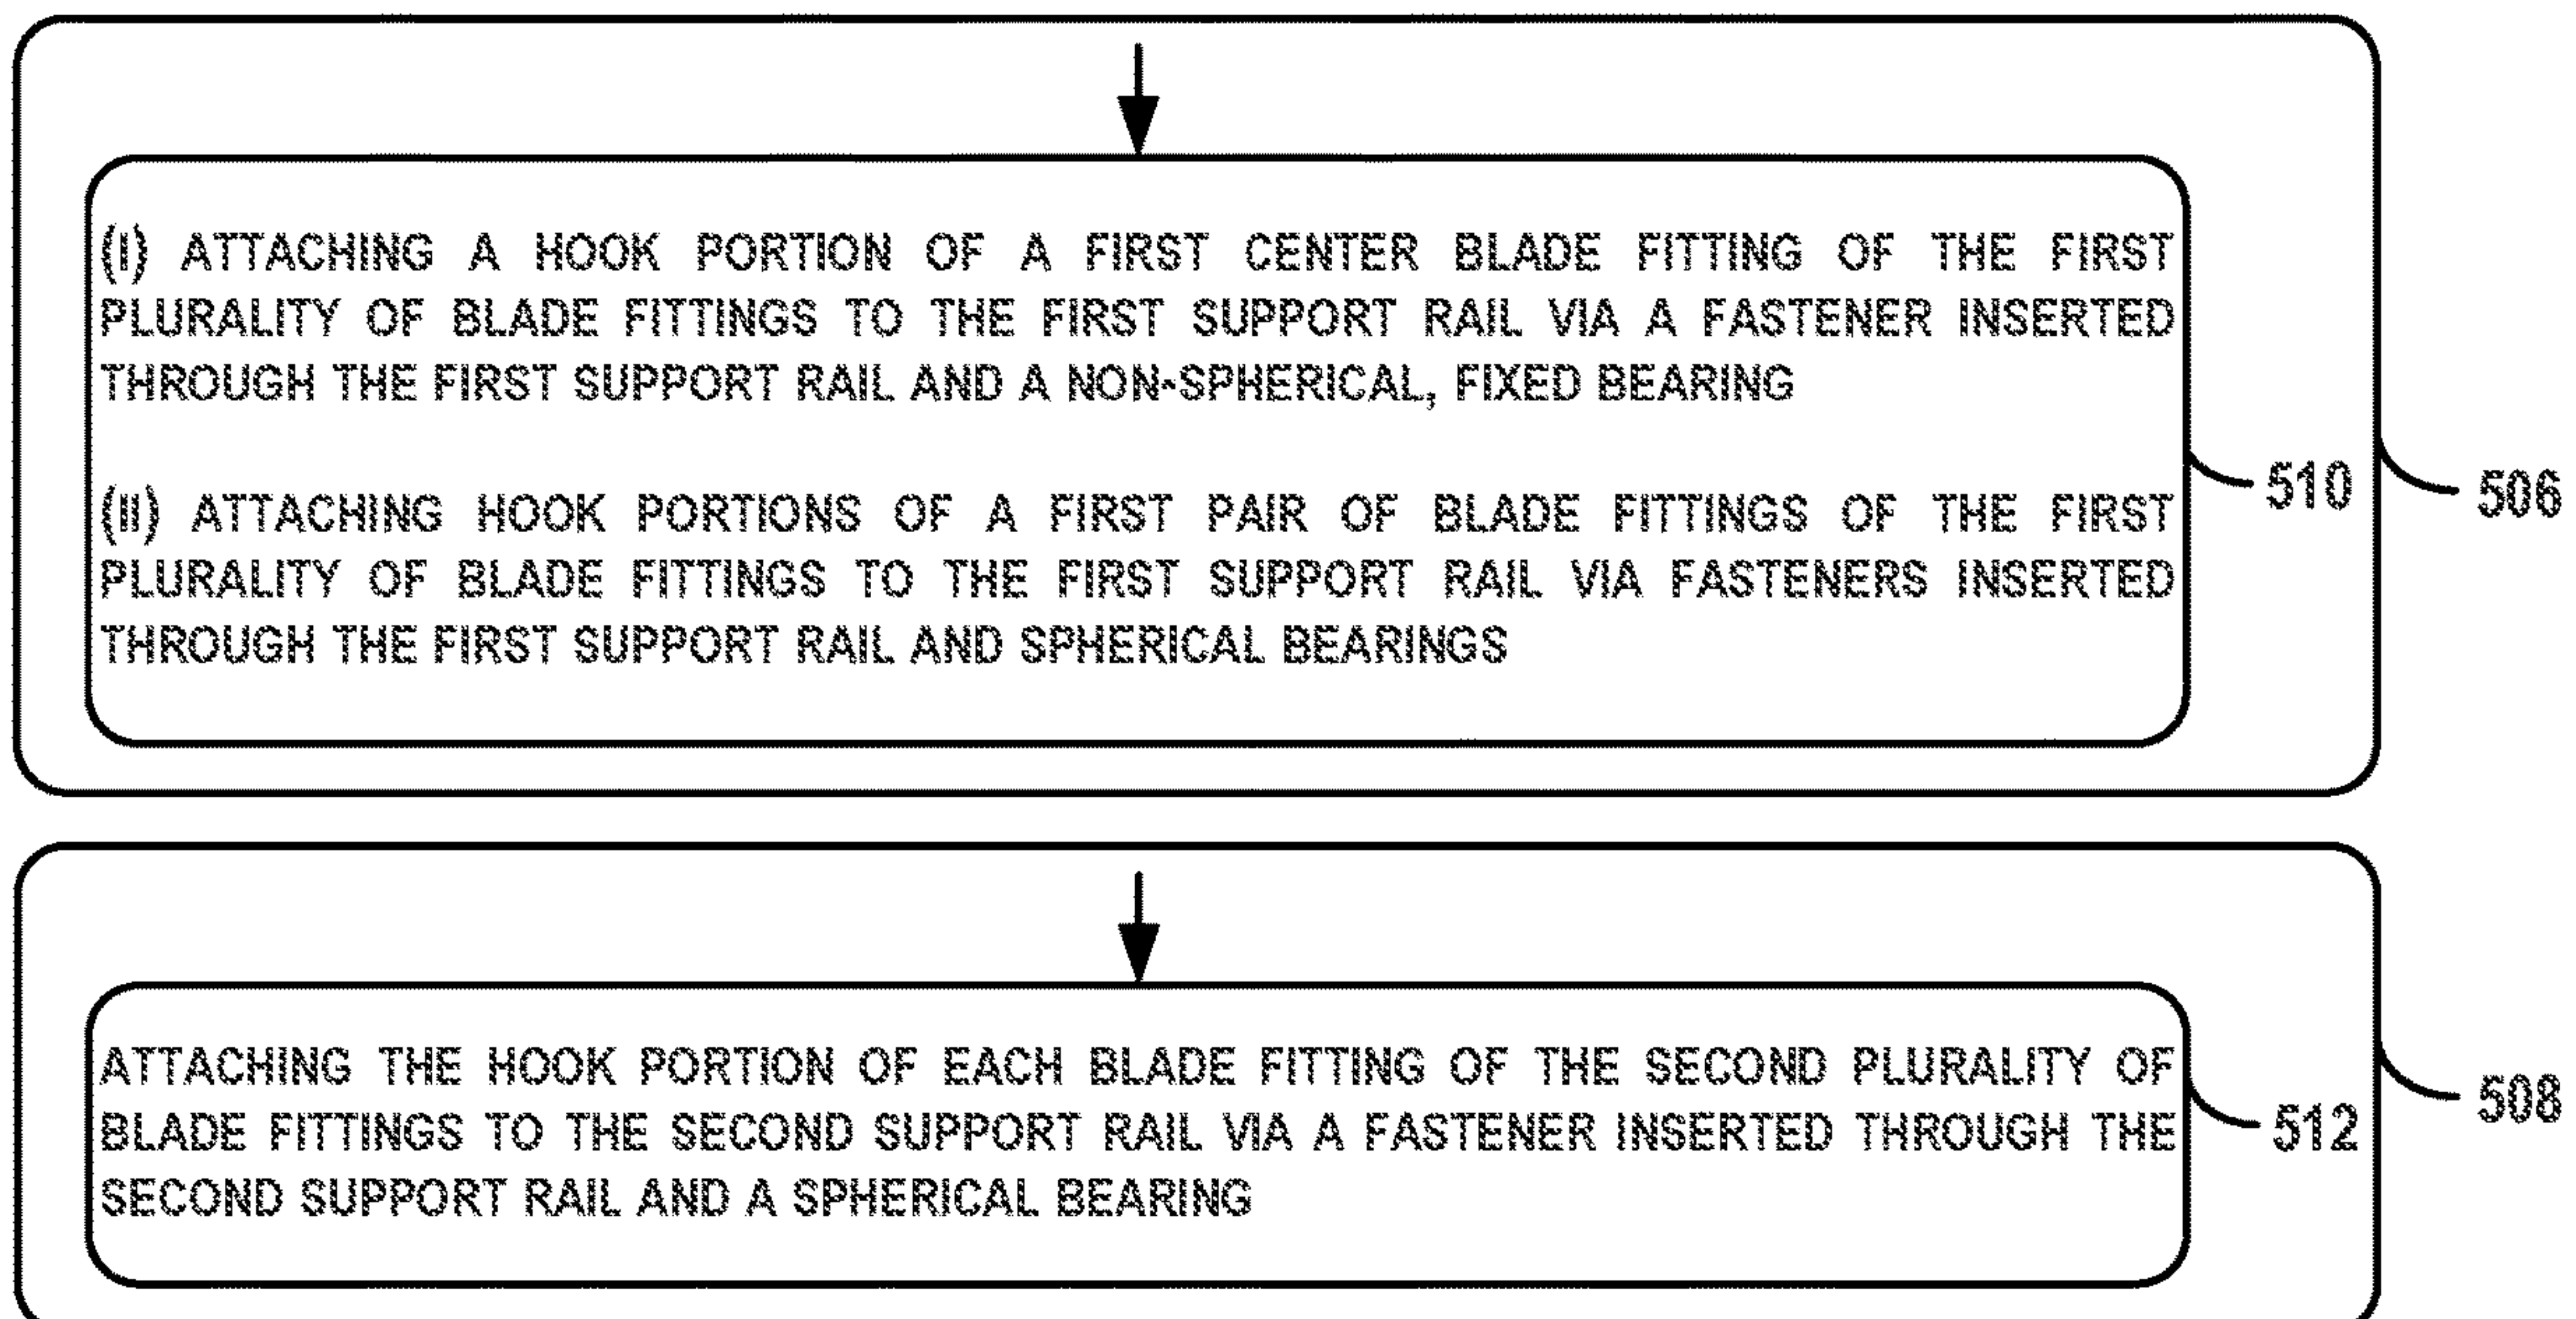 (I) ATTACHING A HOOK PORTION OF A FIRST CENTER BLADE FITTING OF THE FIRST
PLURALITY OF BLADE FITTINGS TO THE FIRST SUPPORT RAIL VIA A FASTENER INSERTED
THROUGH THE FIRST SUPPORT RAIL AND A NON-SPHERICAL, FIXED BEARING
(II) ATTACHING HOOK PORTIONS OF A FIRST PAIR OF BLADE FITTINGS OF THE FIRST
PLURALITY OF BLADE FITTINGS TO THE FIRST SUPPORT RAIL VIA FASTENERS INSERTED
THROUGH THE FIRST SUPPORT RAIL AND SPHERICAL BEARINGS
510
506
ATTACHING THE HOOK PORTION OF EACH BLADE FITTING OF THE SECOND PLURALITY OF
BLADE FITTINGS TO THE SECOND SUPPORT RAIL VIA A FASTENER INSERTED THROUGH THE
SECOND SUPPORT RAIL AND A SPHERICAL BEARING
512
508